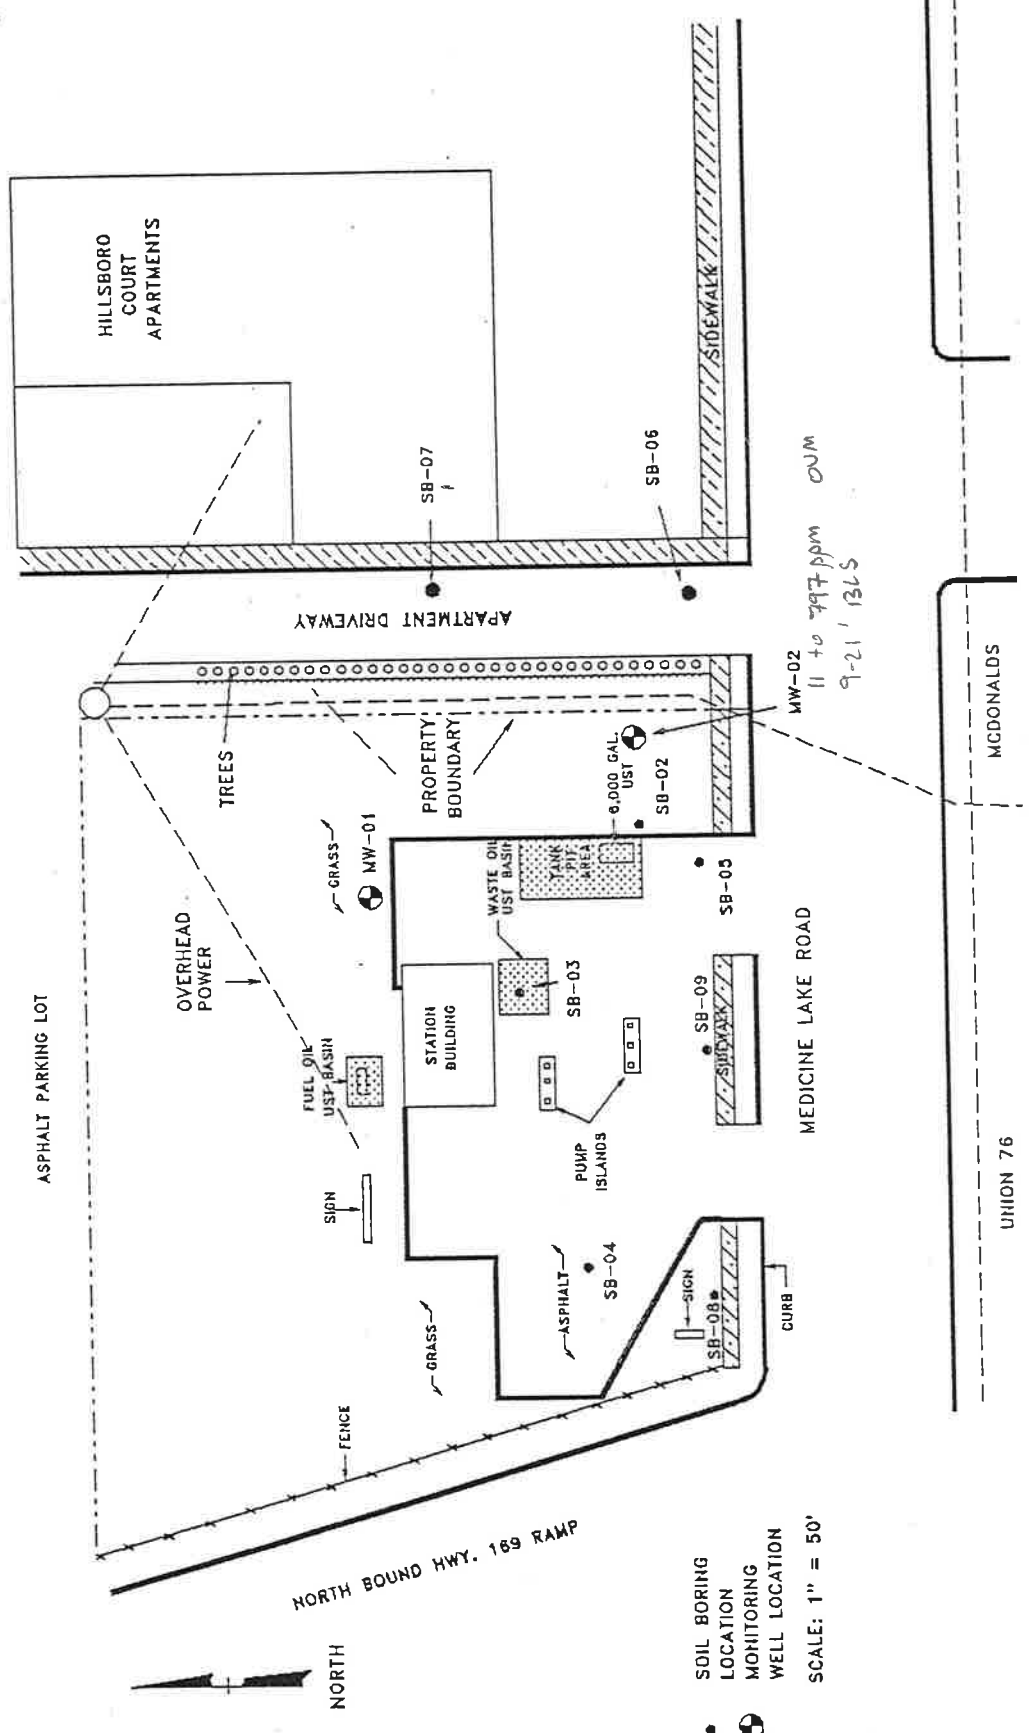 HILLSBORO
COURT
APARTMENTS
SIDEWALK
SB-07
SB-06
APARTMENT DRIVEWAY
MW-02
11 to 797 ppm OVM
9-21' BLS
MCDONALDS
TREES
PROPERTY
BOUNDARY
6,000 GAL.
UST
SB-02
GRASS
MW-01
WASTE OIL
UST BASIN
TANK
PIT
AREA
SB-05
OVERHEAD
POWER
ASPHALT PARKING LOT
STATION
BUILDING
SB-03
SB-09
SIDEWALK
MEDICINE LAKE ROAD
FUEL OIL
UST BASIN
PUMP
ISLANDS
SIGN
UNION 76
ASPHALT
SB-04
SIGN
SB-08
CURB
GRASS
FENCE
NORTH BOUND HWY. 169 RAMP
NORTH
SOIL BORING
LOCATION
MONITORING
WELL LOCATION
SCALE: 1" = 50'